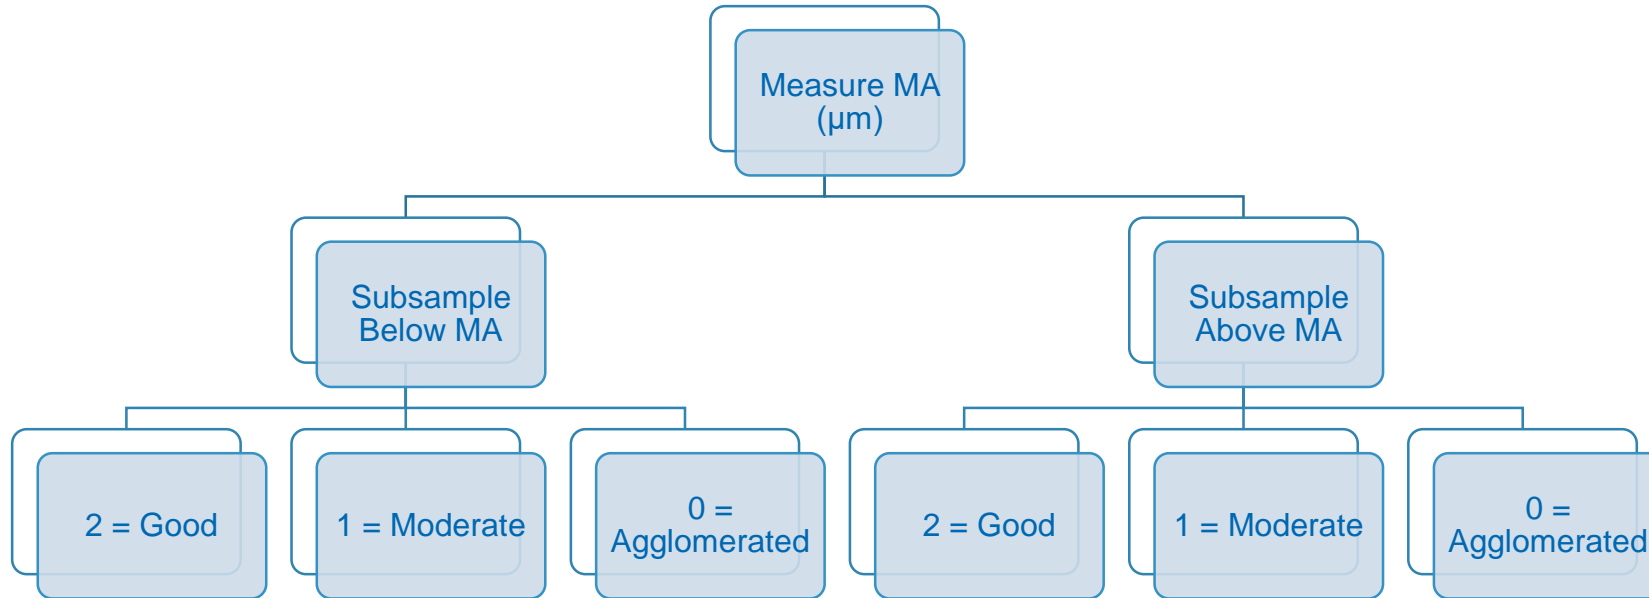 Measure MA
(µm)
Subsample
Below MA
Subsample
Above MA
2 = Good
1 = Moderate
0 =
Agglomerated
2 = Good
1 = Moderate
0 =
Agglomerated